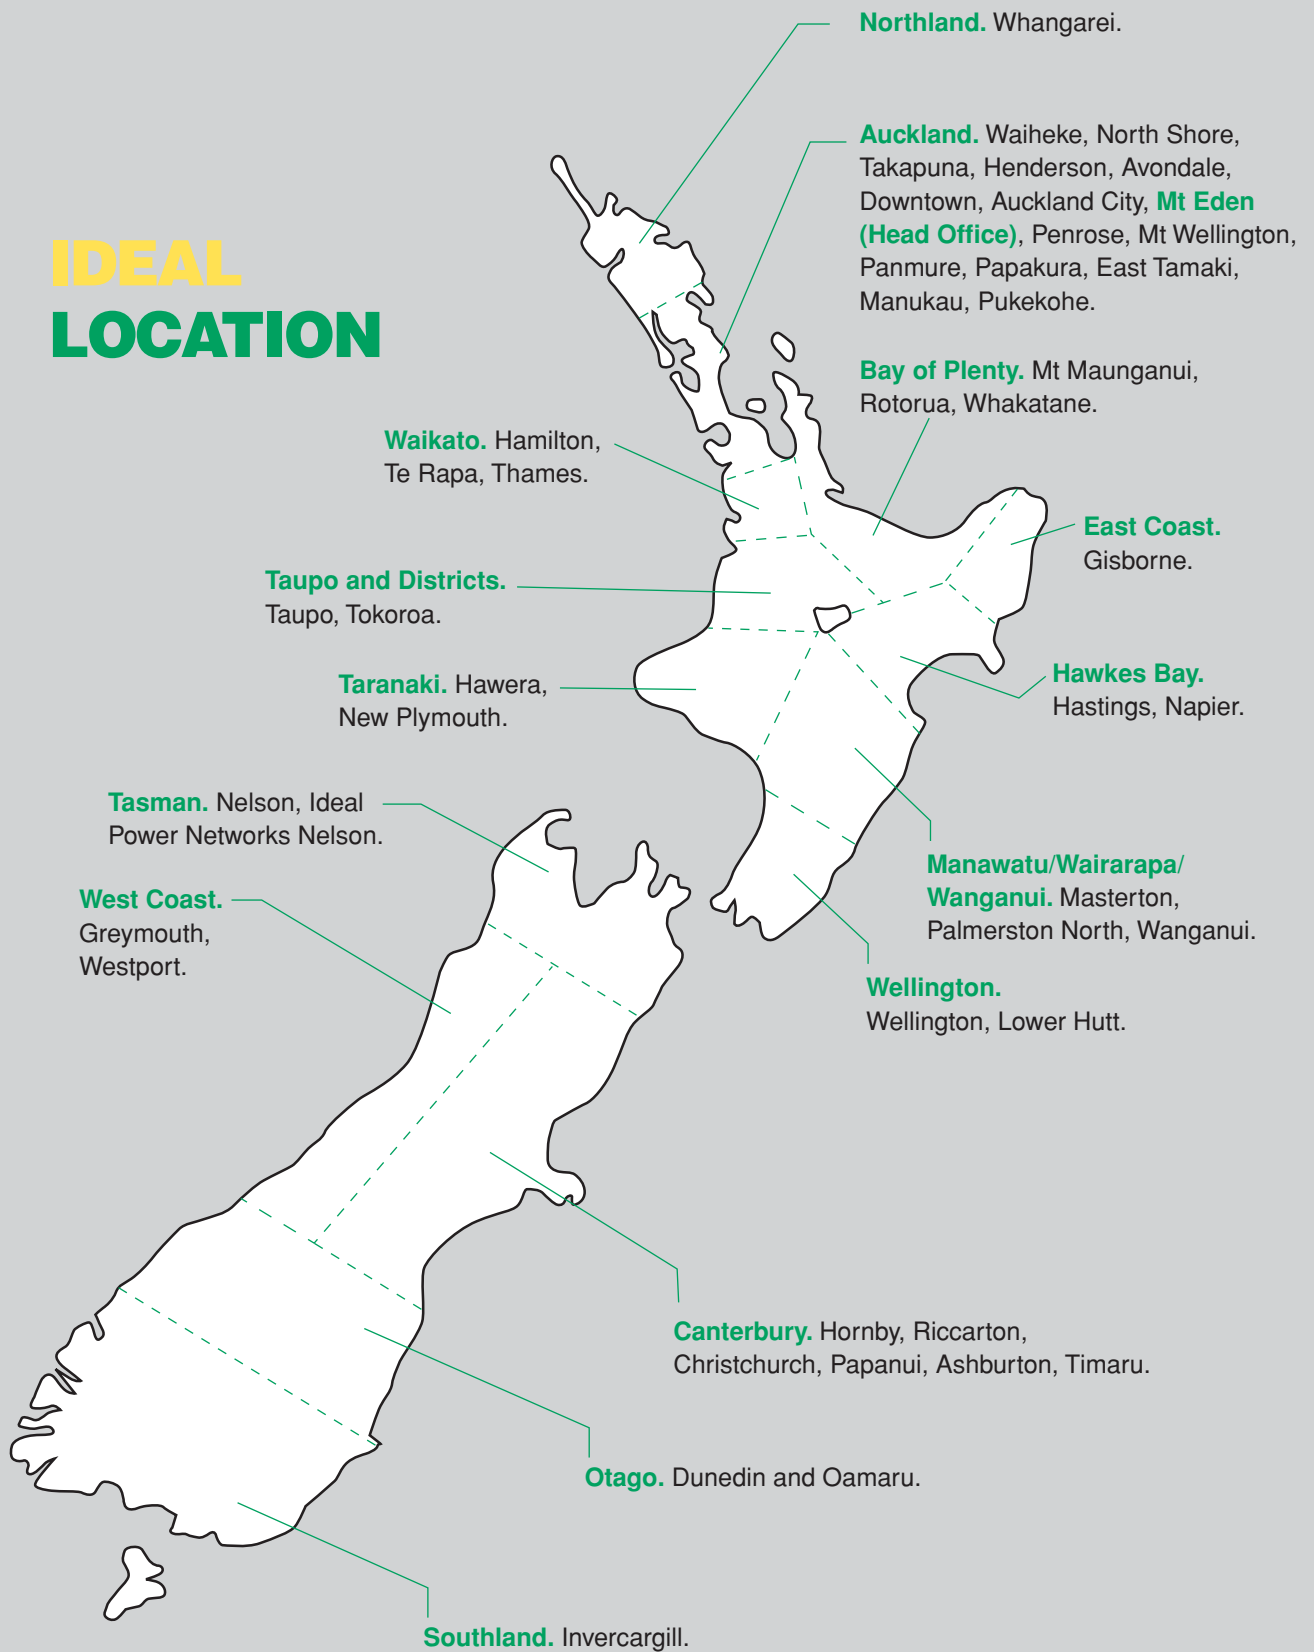 Northland. Whangarei.
Auckland. Waiheke, North Shore,
Takapuna, Henderson, Avondale,
Downtown, Auckland City, Mt Eden
(Head Office), Penrose, Mt Wellington,
Panmure, Papakura, East Tamaki,
Manukau, Pukekohe.
IDEAL
LOCATION
Bay of Plenty. Mt Maunganui,
Rotorua, Whakatane.
Waikato. Hamilton,
Te Rapa, Thames.
East Coast.
Gisborne.
Taupo and Districts.
Taupo, Tokoroa.
Hawkes Bay.
Hastings, Napier.
Taranaki. Hawera,
New Plymouth.
Tasman. Nelson, Ideal
Power Networks Nelson.
Manawatu/Wairarapa/
Wanganui. Masterton,
Palmerston North, Wanganui.
West Coast.
Greymouth,
Westport.
Wellington.
Wellington, Lower Hutt.
Canterbury. Hornby, Riccarton,
Christchurch, Papanui, Ashburton, Timaru.
Otago. Dunedin and Oamaru.
Southland. Invercargill.